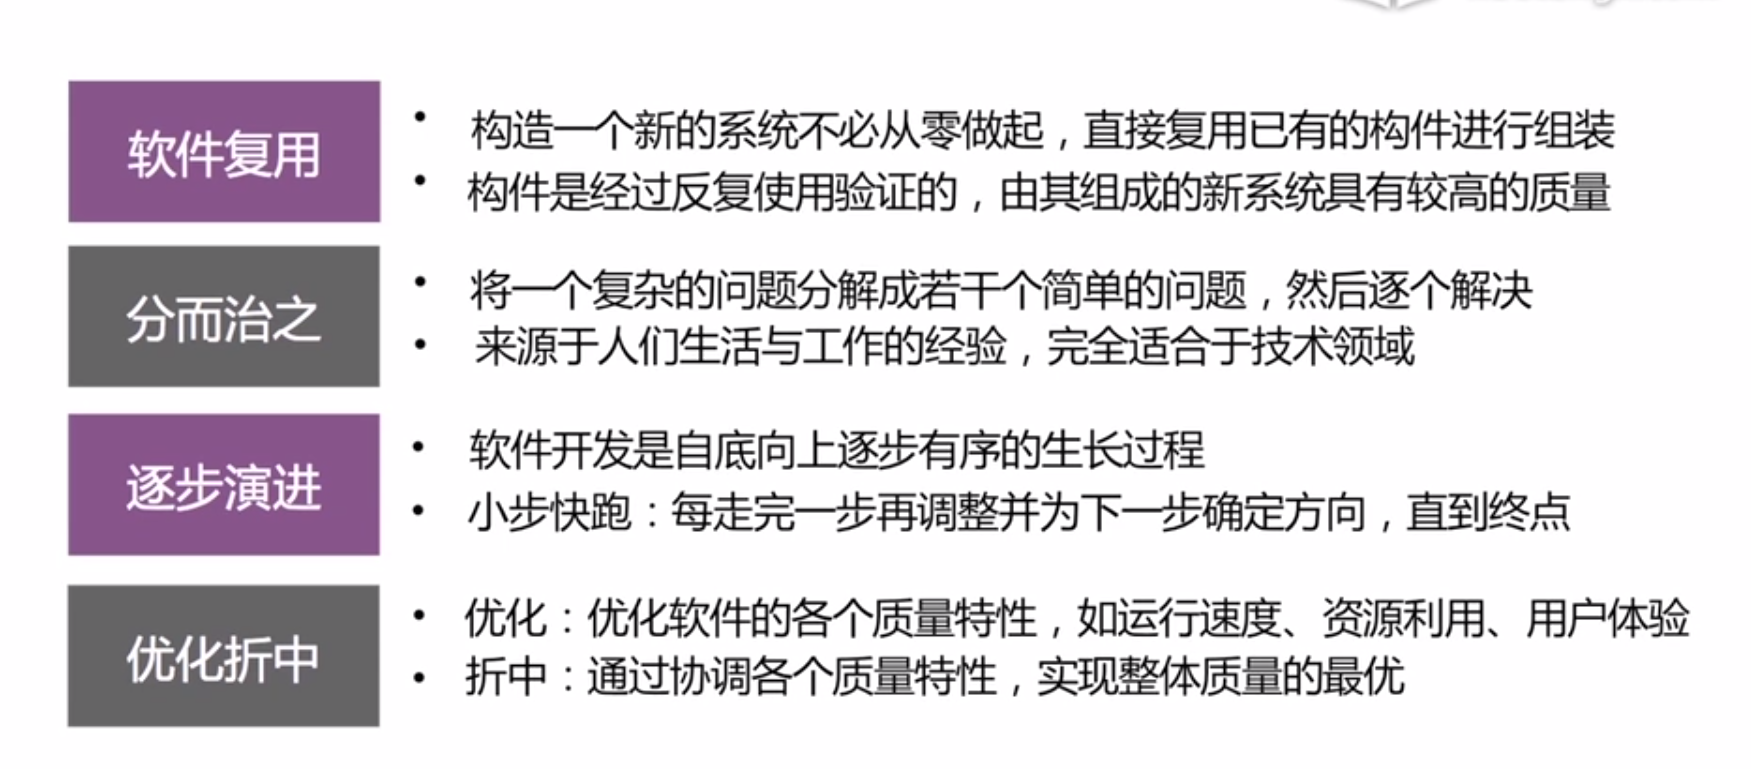 软件复用
• 构造一个新的系统不必从零做起，直接复用已有的构件进行组装
• 构件是经过反复使用验证的，由其组成的新系统具有较高的质量
分而治之
• 将一个复杂的问题分解成若干个简单的问题，然后逐个解决
• 来源于人们生活与工作的经验，完全适合于技术领域
逐步演进
• 软件开发是自底向上逐步有序的生长过程
• 小步快跑：每走完一步再调整并为下一步确定方向，直到终点
优化折中
• 优化：优化软件的各个质量特性，如运行速度、资源利用、用户体验
• 折中：通过协调各个质量特性，实现整体质量的最优